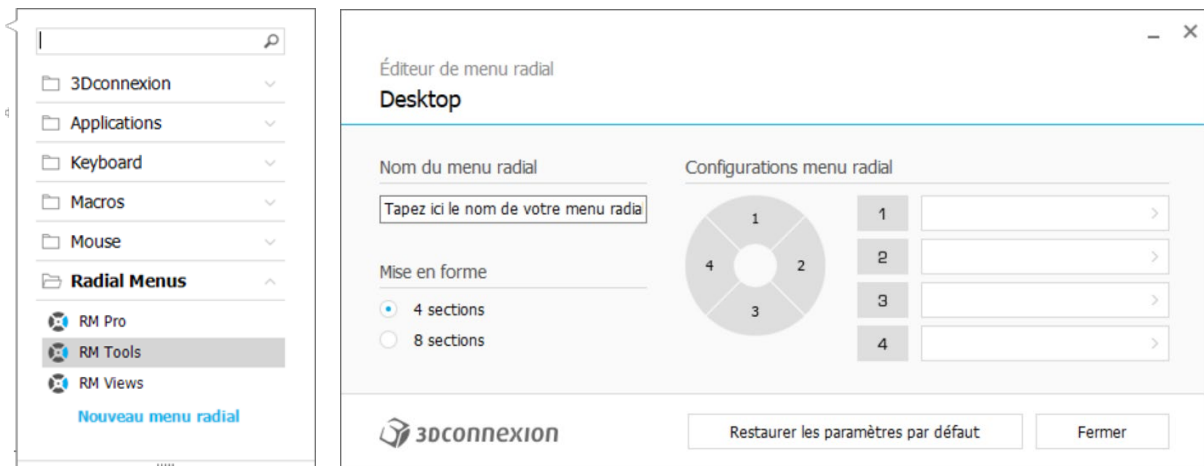 3Dconnexion
Applications
Keyboard
Macros
Mouse
Radial Menus
RM Pro
RM Tools
RM Views
Nouveau menu radial
Éditeur de menu radial
Desktop
Nom du menu radial
Tapez ici le nom de votre menu radia
Mise en forme
4 sections
8 sections
Configurations menu radial
1
2
3
4
1
2
3
4
3Dconnexion
Restaurer les paramètres par défaut
Fermer